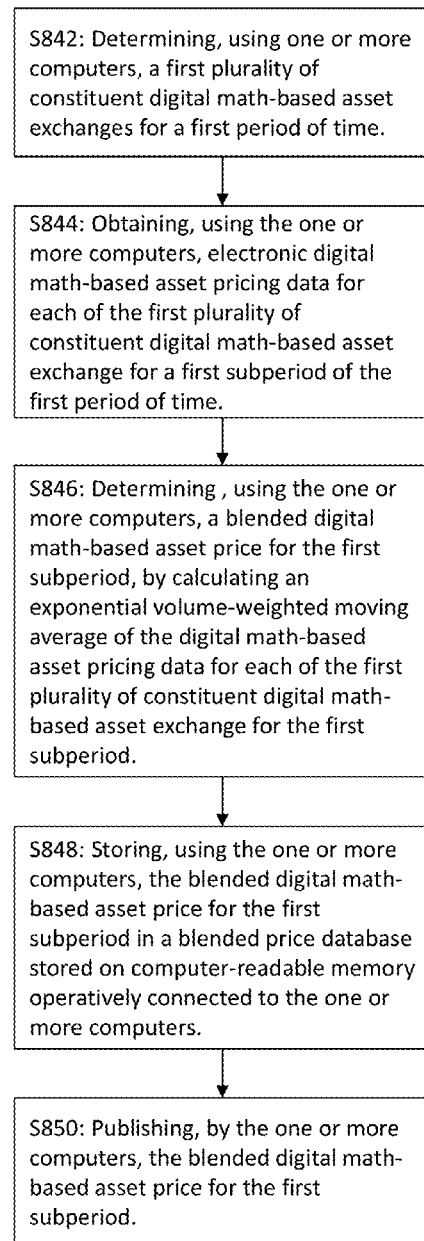 S842: Determining, using one or
more computers, a first plurality of
constituent digital math-based asset
exchanges for a first period of time.
S844: Obtaining, using the one or
more computers, electronic digital
math-based asset pricing data for
each of the first plurality of
constituent digital math-based asset
exchange for a first subperiod of the
first period of time.
S846: Determining , using the one or
more computers, a blended digital
math-based asset price for the first
subperiod, by calculating an
exponential volume-weighted moving
average of the digital math-based
asset pricing data for each of the first
plurality of constituent digital math-
based asset exchange for the first
subperiod.
S848: Storing, using the one or more
computers, the blended digital math-
based asset price for the first
subperiod in a blended price database
stored on computer-readable memory
operatively connected to the one or
more computers.
S850: Publishing, by the one or more
computers, the blended digital math-
based asset price for the first
subperiod.